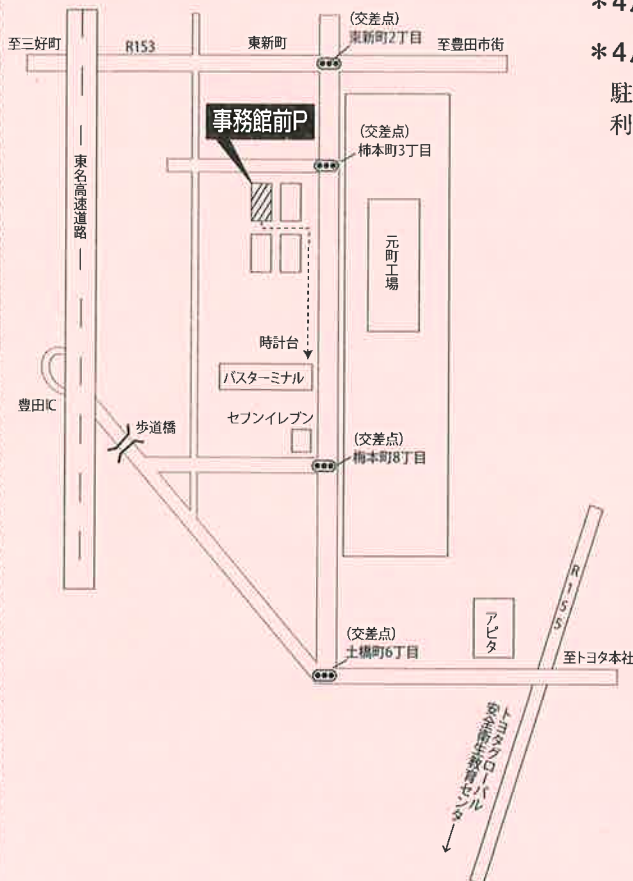 *4
*4
駐
利
(交差点)
東新町2丁目
至三好町
R153
東新町
至豊田市街
事務館前P
(交差点)
柿本町3丁目
東名高速道路
元町工場
時計台
バスターミナル
豊田IC
歩道橋
セブンイレブン
(交差点)
梅本町8丁目
R155
アピタ
(交差点)
土橋町6丁目
至トヨタ本社
トヨタグローバル
安全衛生教育センタ